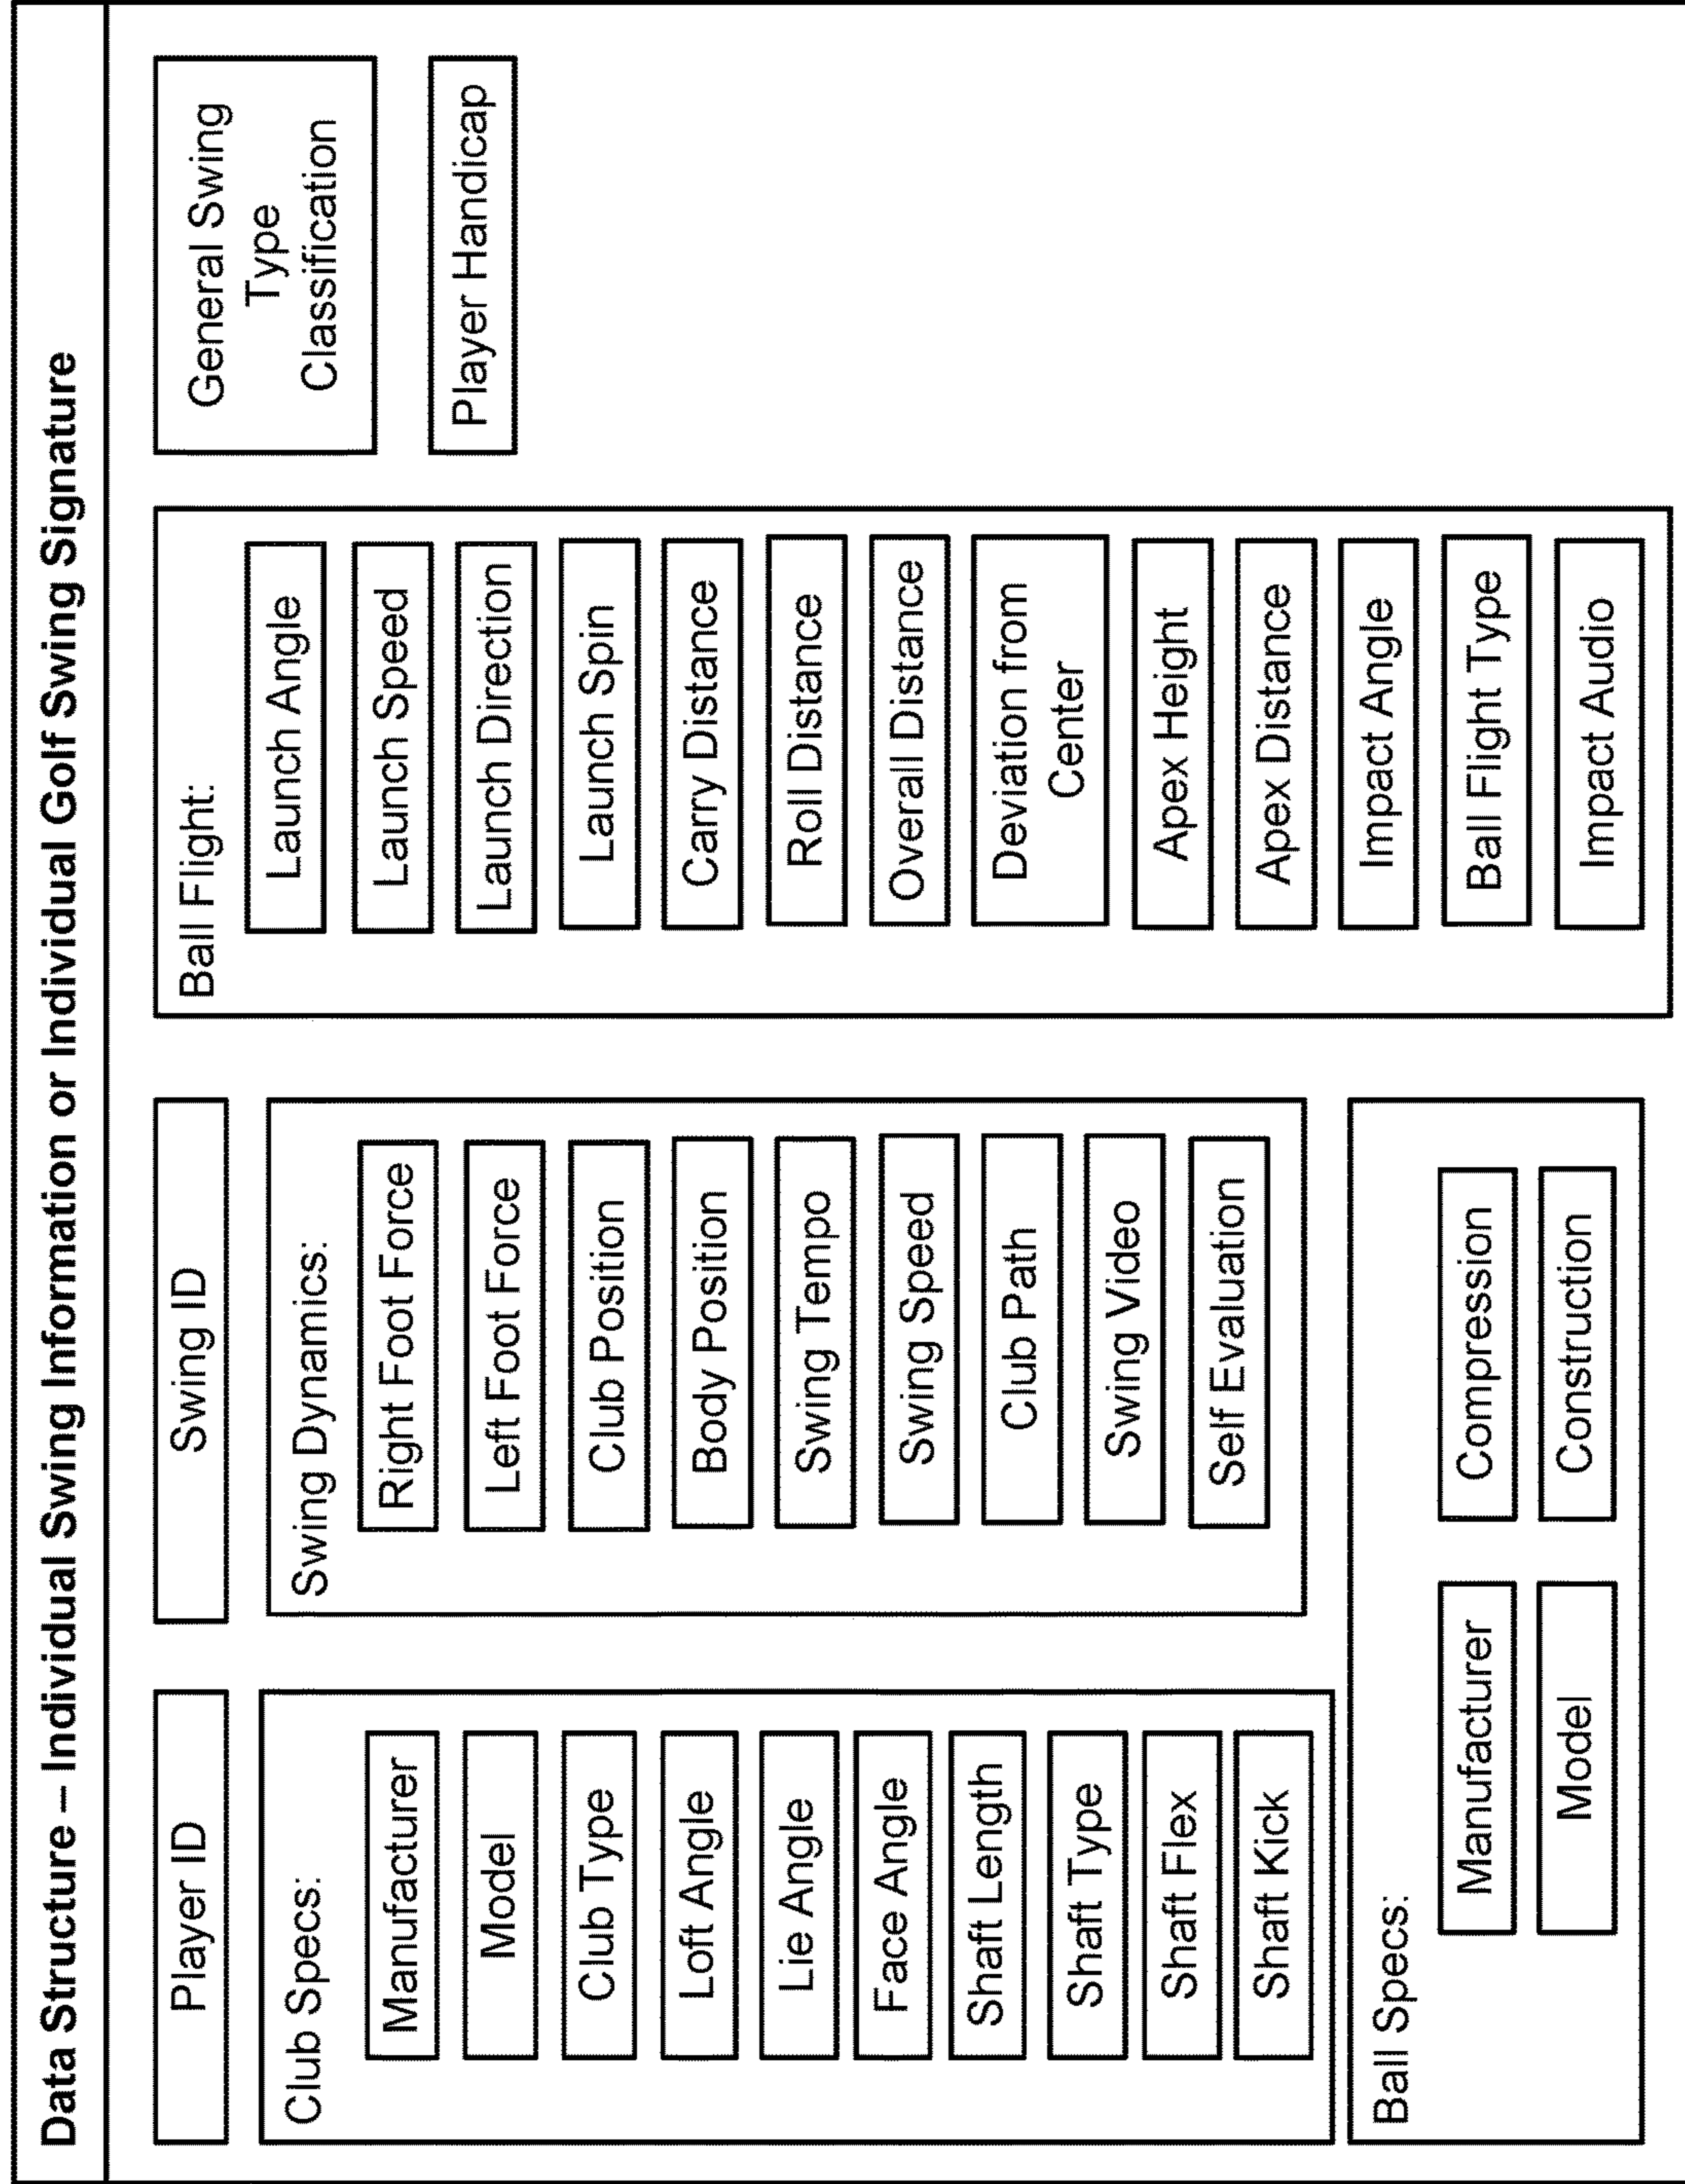 Data Structure – Individual Swing Information or Individual Golf Swing Signature
Player ID
Club Specs:
Manufacturer
Model
Club Type
Loft Angle
Lie Angle
Face Angle
Shaft Length
Shaft Type
Shaft Flex
Shaft Kick
Swing ID
Swing Dynamics:
Right Foot Force
Left Foot Force
Club Position
Body Position
Swing Tempo
Swing Speed
Club Path
Swing Video
Self Evaluation
Ball Specs:
Manufacturer
Model
Compression
Construction
Ball Flight:
Launch Angle
Launch Speed
Launch Direction
Launch Spin
Carry Distance
Roll Distance
Overall Distance
Deviation from
Center
Apex Height
Apex Distance
Impact Angle
Ball Flight Type
Impact Audio
General Swing
Type
Classification
Player Handicap